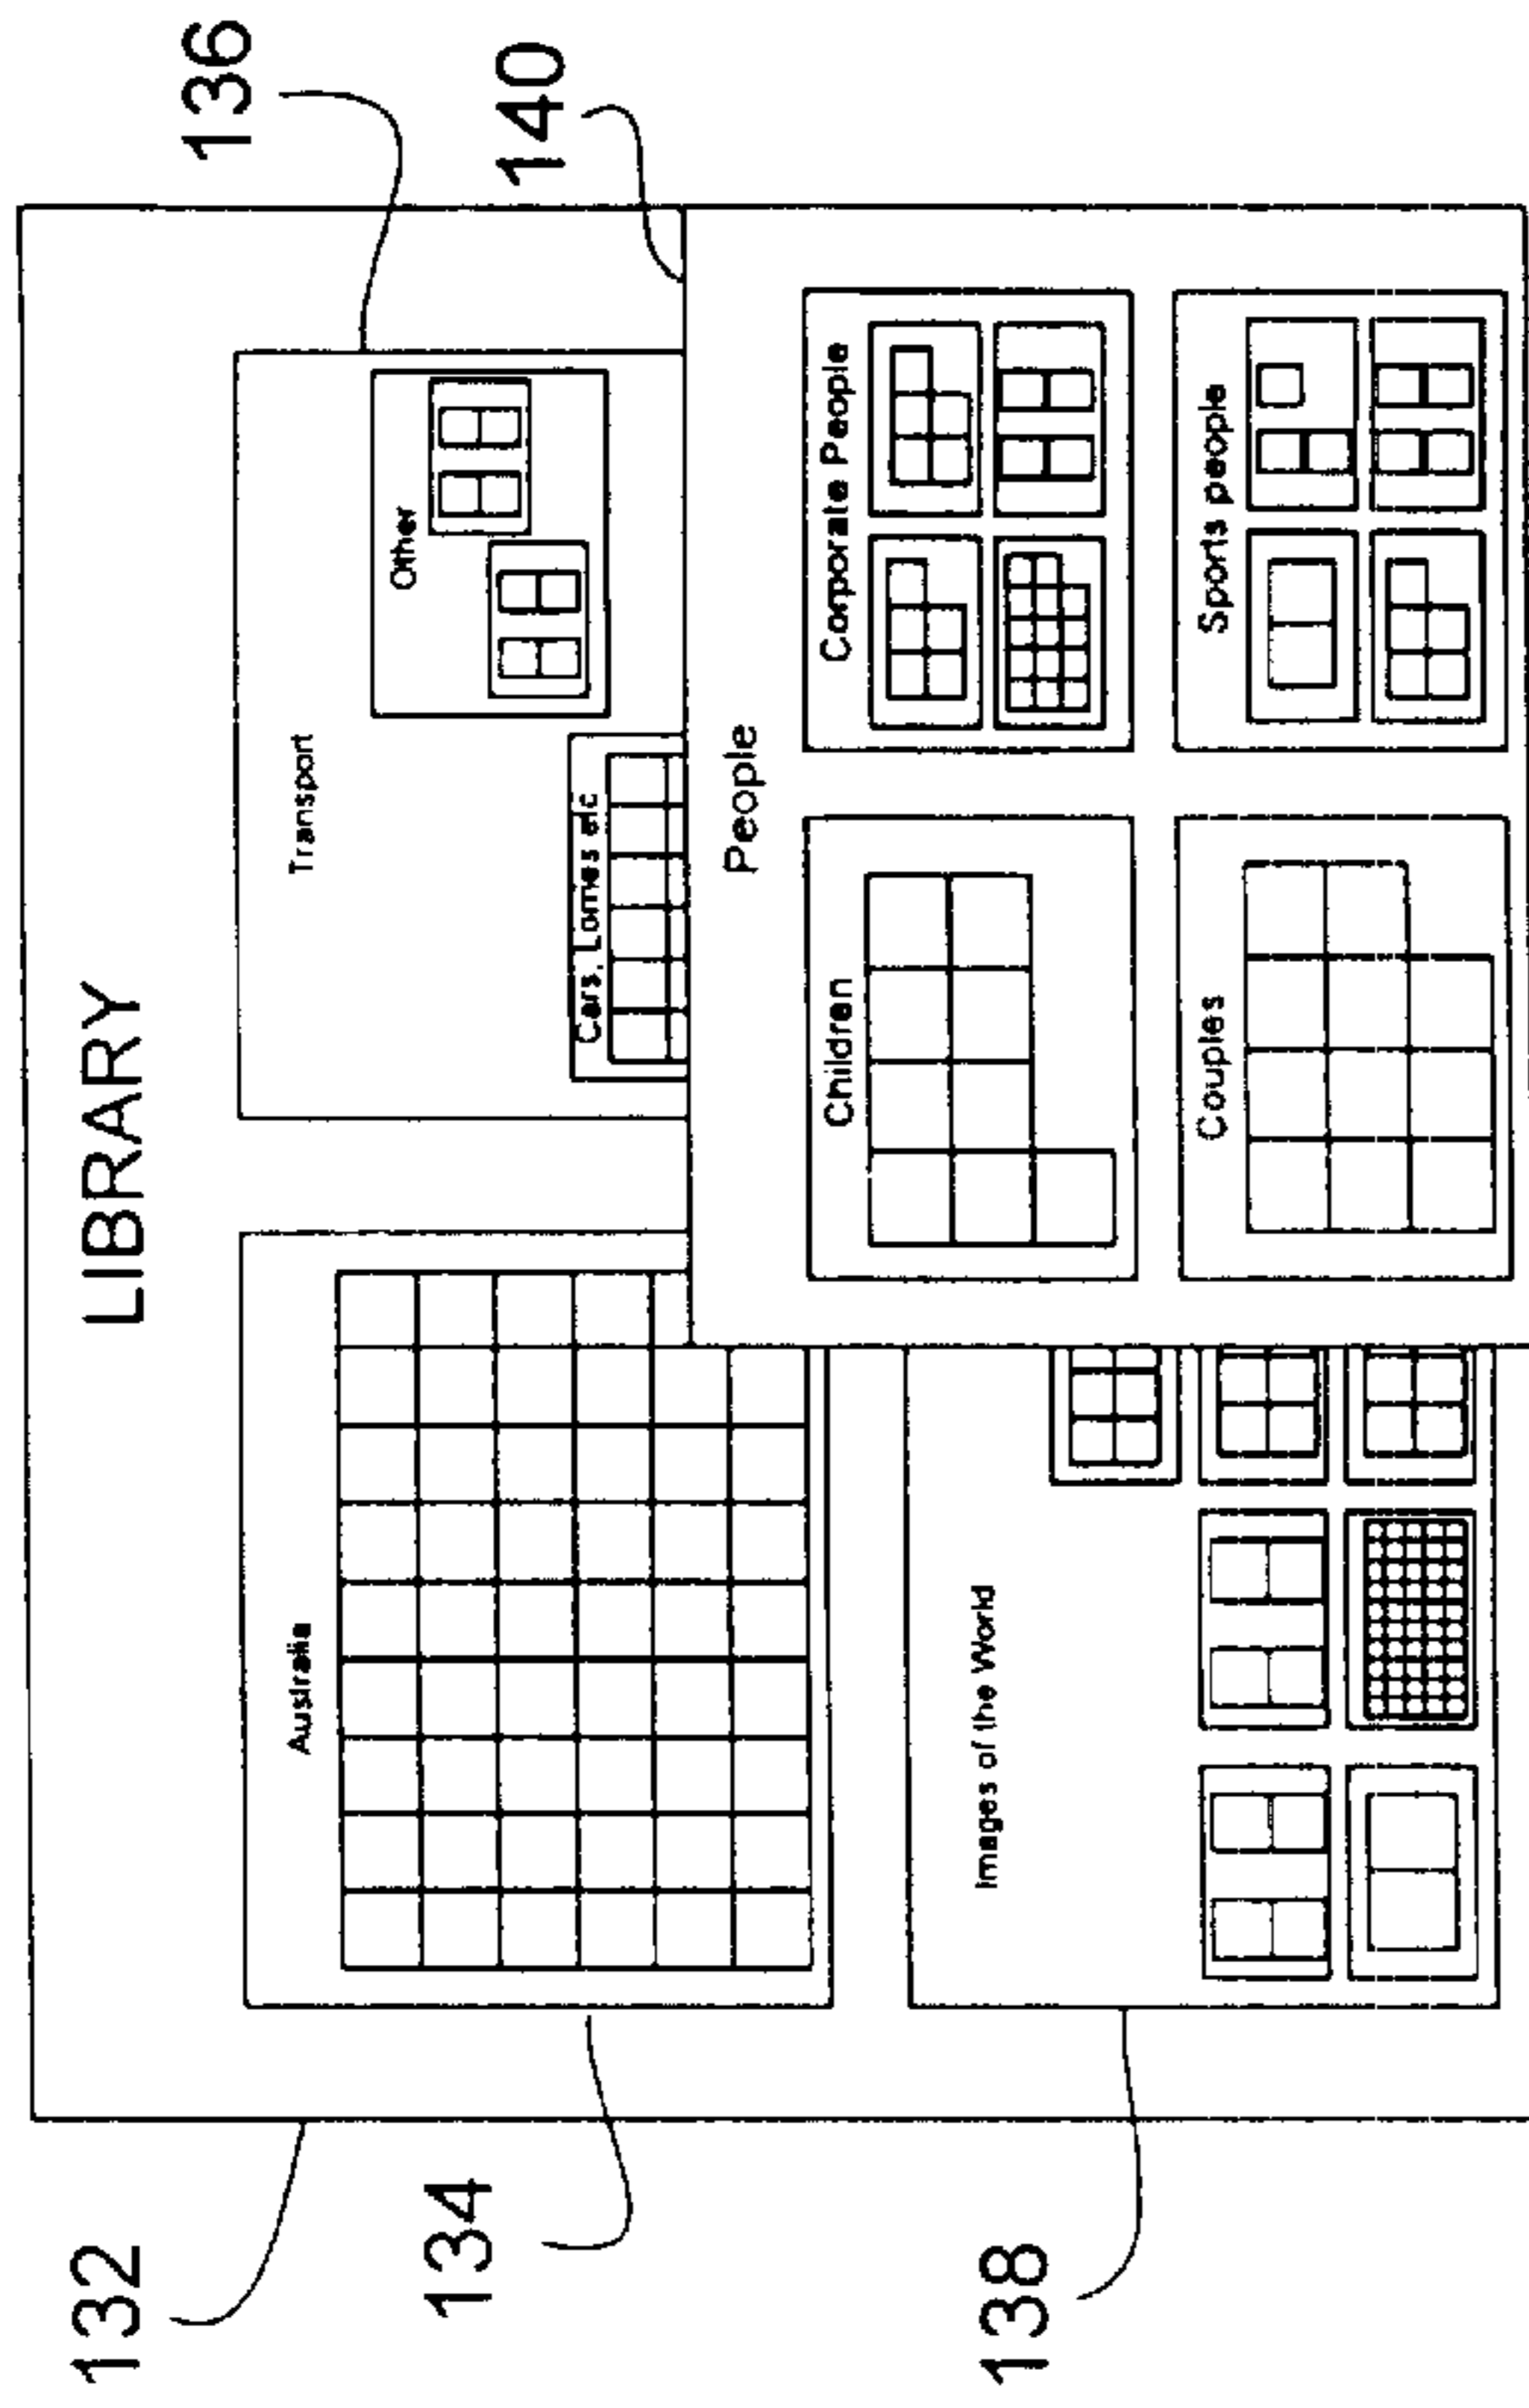 LIBRARY
136
140
Australia
Transport
Other
Cars, Lorries etc
132
134
Images of the World
People
Children
Corporate People
Couples
Sports people
138